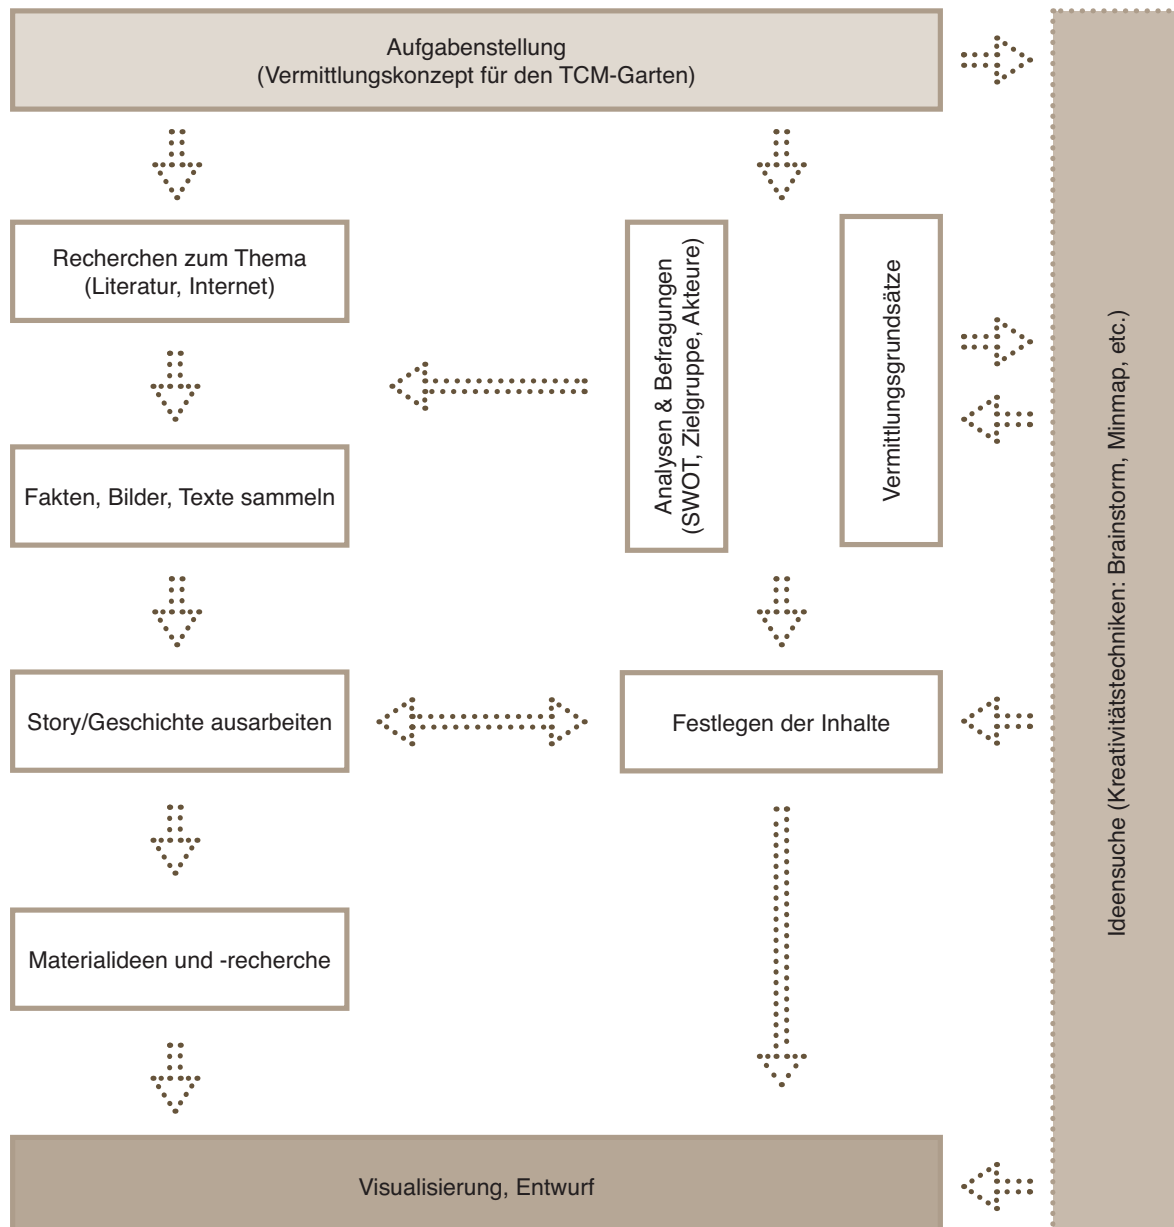 Aufgabenstellung
(Vermittlungskonzept für den TCM-Garten)
Recherchen zum Thema
(Literatur, Internet)
Analysen & Befragungen
(SWOT, Zielgruppe, Akteure)
Vermittlungsgrundsätze
Fakten, Bilder, Texte sammeln
Story/Geschichte ausarbeiten
Festlegen der Inhalte
Materialideen und -recherche
Visualisierung, Entwurf
Ideensuche (Kreativitätstechniken: Brainstorm, Minmap, etc.)